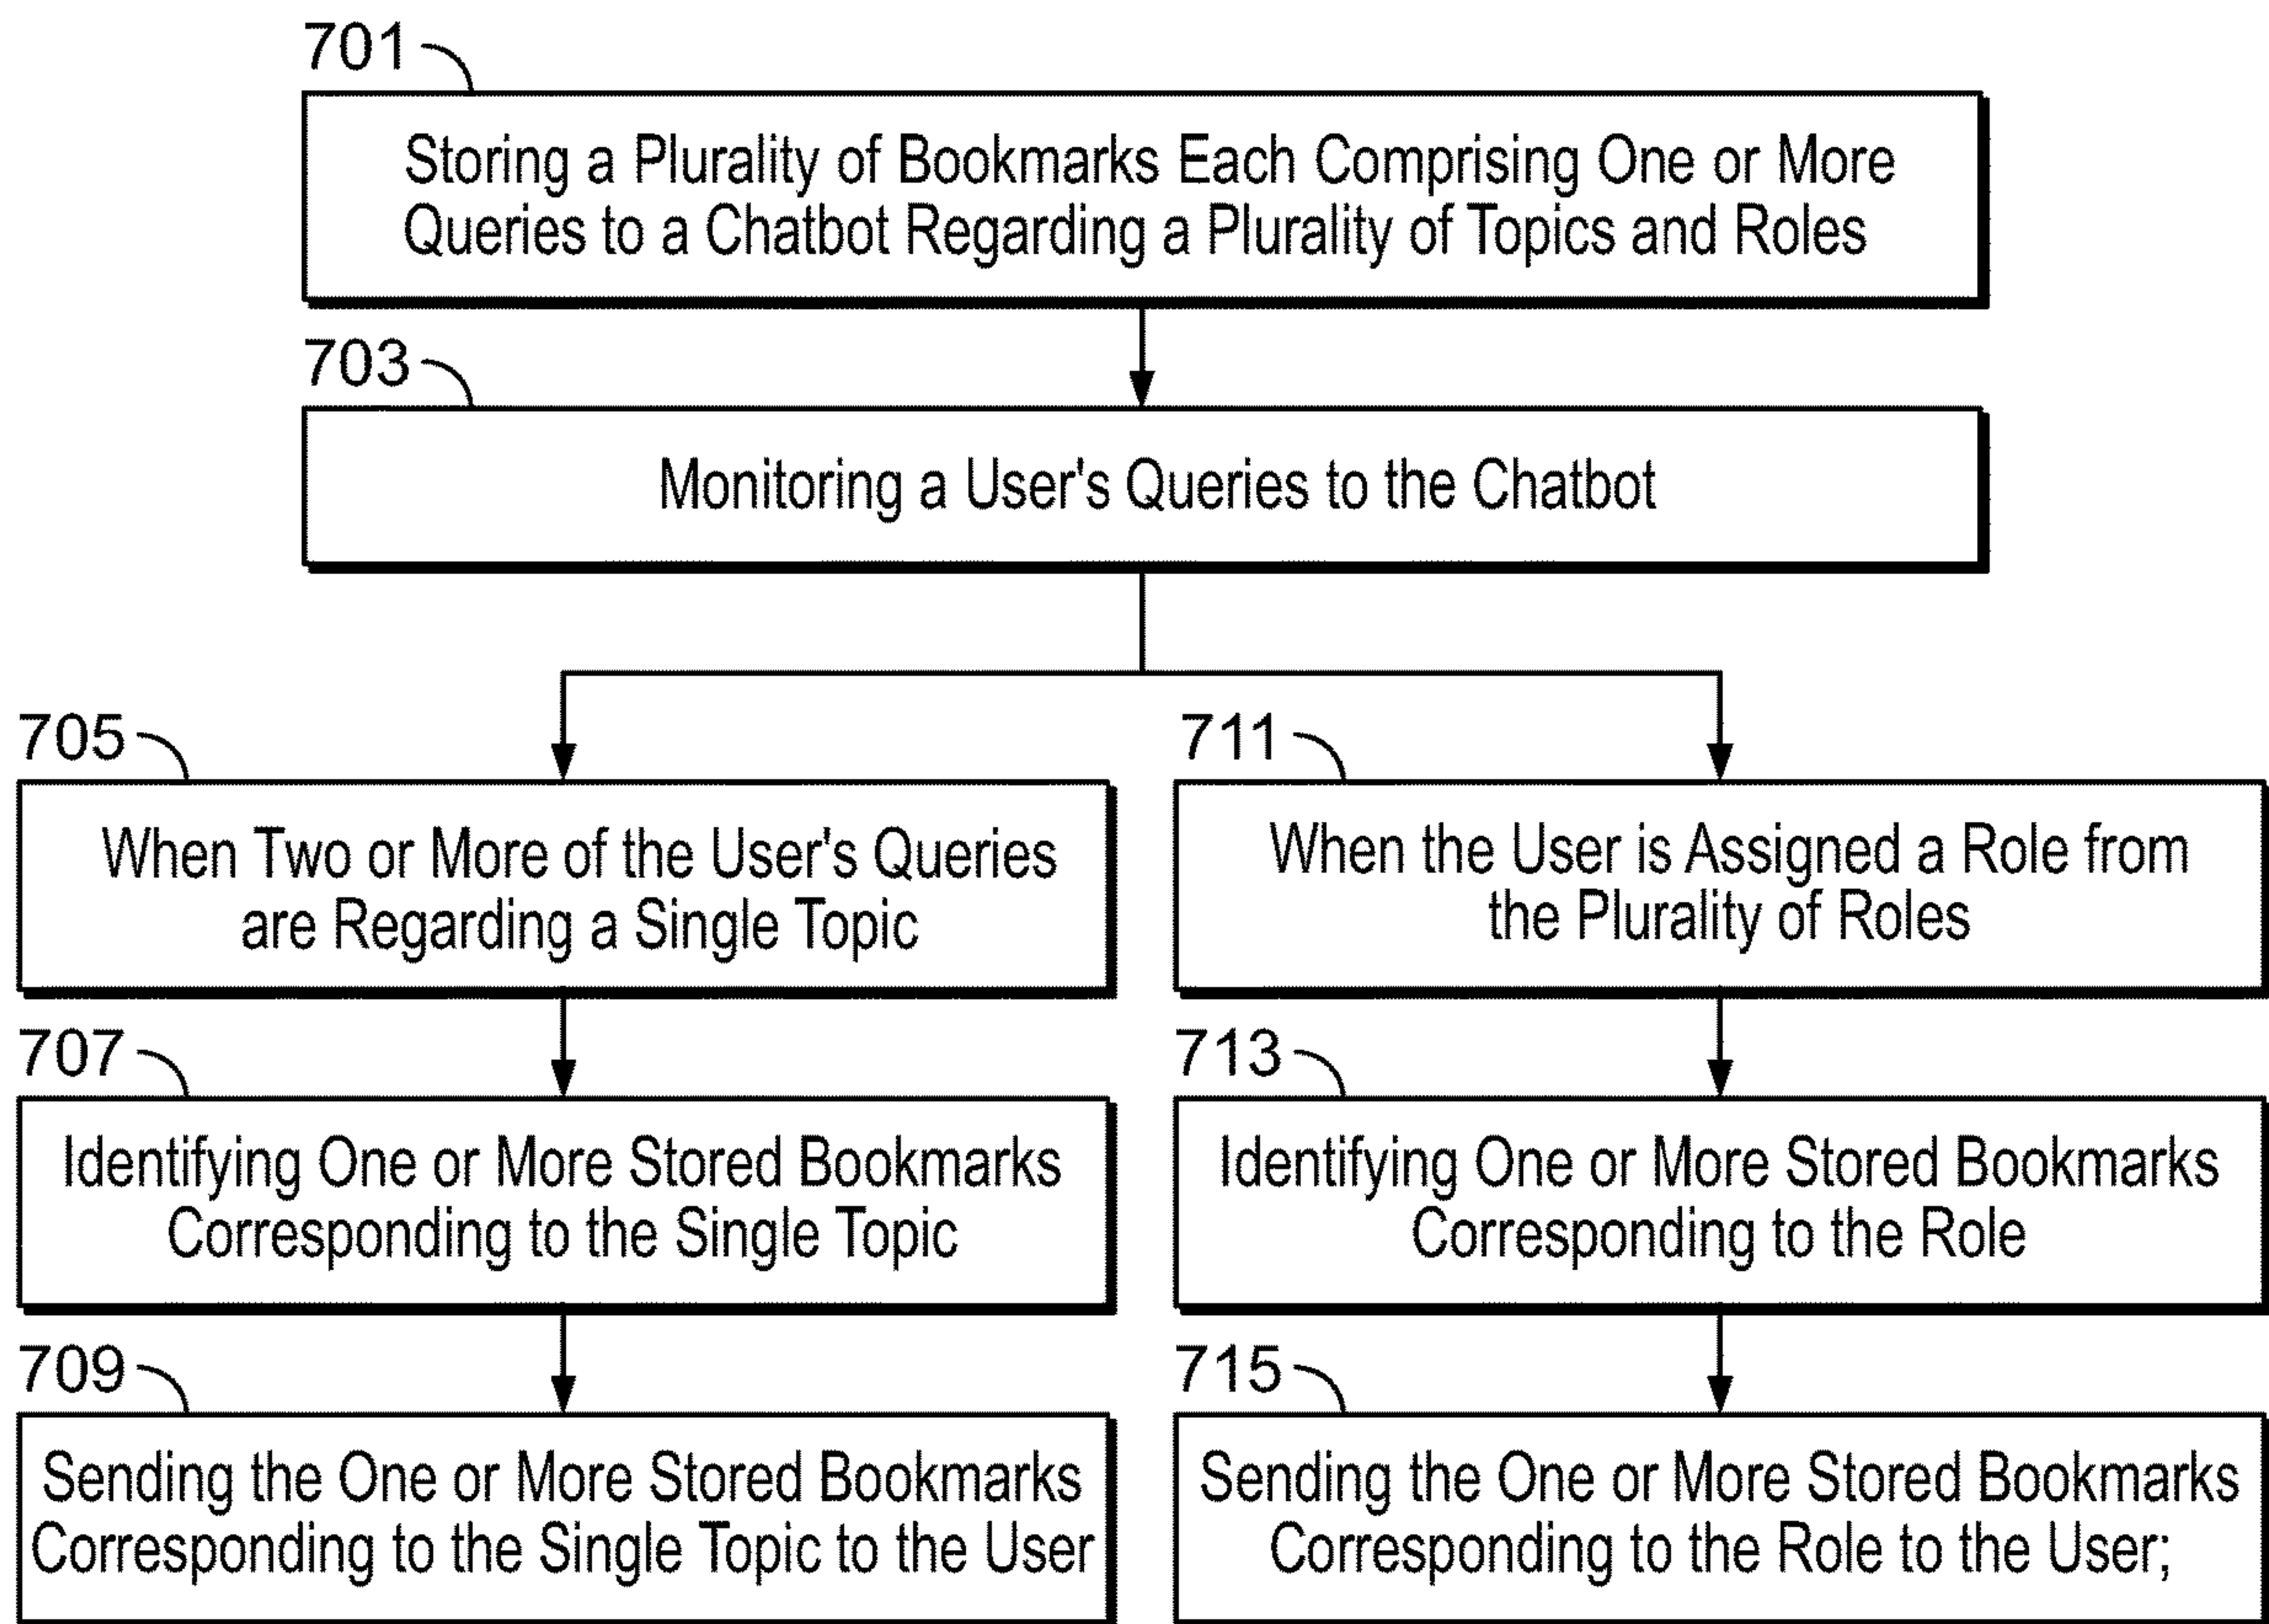 701
Storing a Plurality of Bookmarks Each Comprising One or More
Queries to a Chatbot Regarding a Plurality of Topics and Roles
703
Monitoring a User's Queries to the Chatbot
705
When Two or More of the User's Queries
are Regarding a Single Topic
707
Identifying One or More Stored Bookmarks
Corresponding to the Single Topic
709
Sending the One or More Stored Bookmarks
Corresponding to the Single Topic to the User
711
When the User is Assigned a Role from
the Plurality of Roles
713
Identifying One or More Stored Bookmarks
Corresponding to the Role
715
Sending the One or More Stored Bookmarks
Corresponding to the Role to the User;